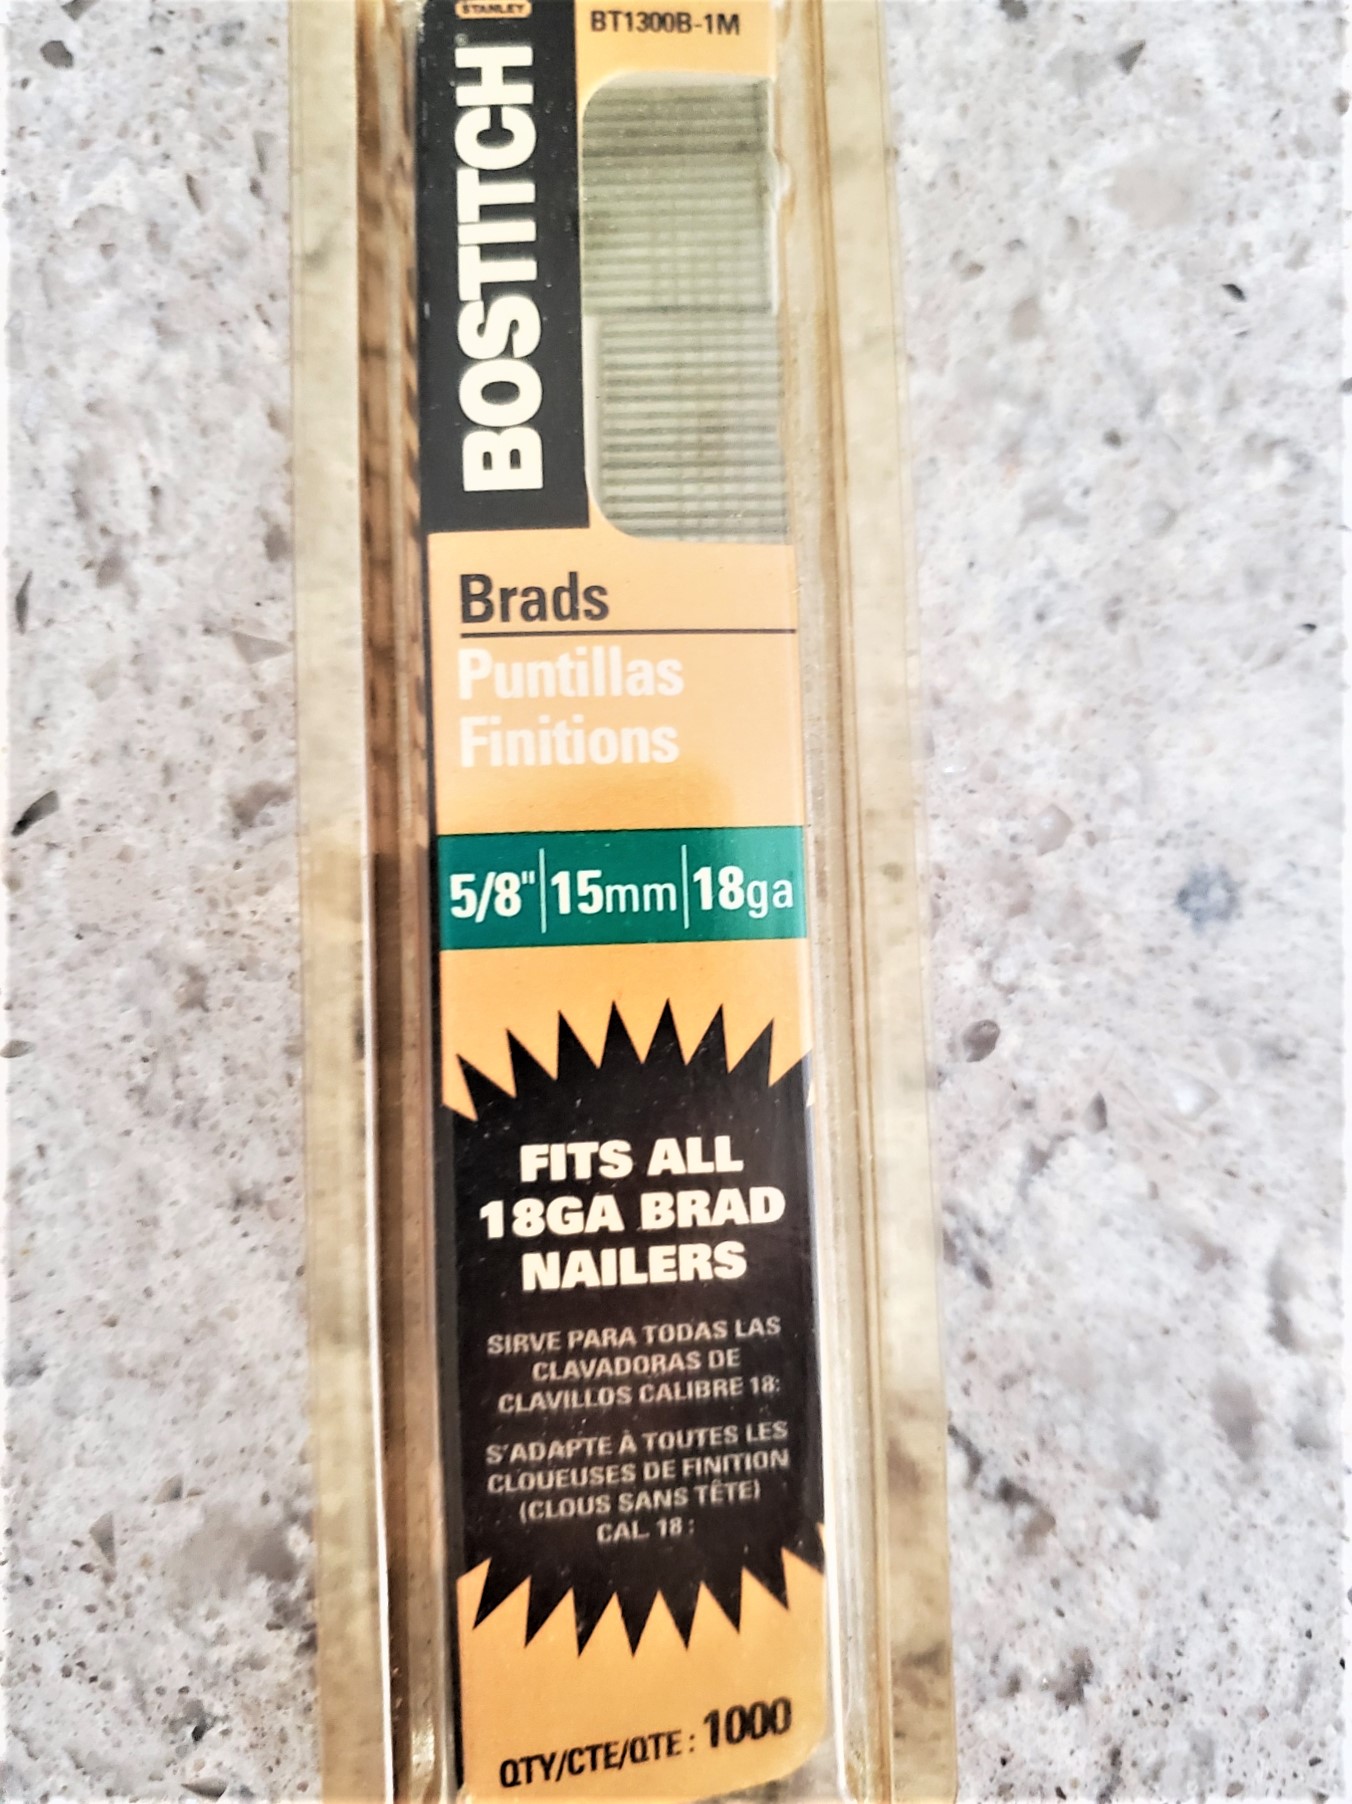 STANLEY
BT1300B-1M
BOSTITCH
Brads
Puntillas
Finitions
5/8" 15mm 18ga
FITS ALL
18GA BRAD
NAILERS
SIRVE PARA TODAS LAS
CLAVADORAS DE
CLAVILLOS CALIBRE 18:
S'ADAPTE À TOUTES LES
CLOUEUSES DE FINITION
(CLOUS SANS TÊTE)
CAL. 18 :
QTY/CTE/QTE : 1000